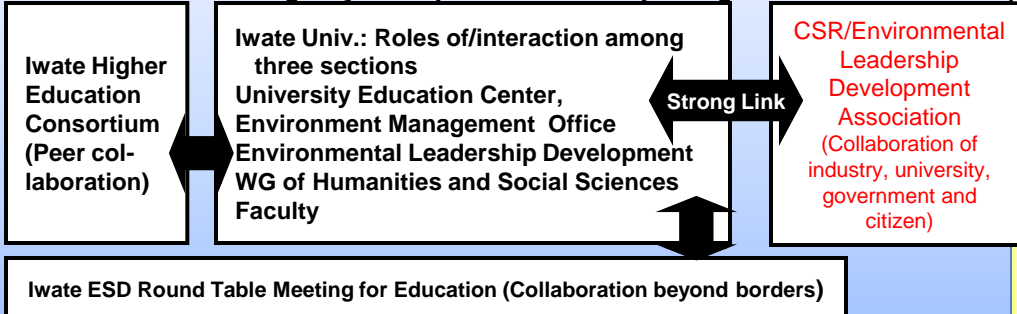 Iwate Higher
Education
Consortium
(Peer col-
laboration)
Iwate Univ.: Roles of/interaction among
three sections
University Education Center,
Environment Management Office
Environmental Leadership Development
WG of Humanities and Social Sciences
Faculty
Strong Link
CSR/Environmental
Leadership
Development
Association
(Collaboration of
industry, university,
government and
citizen)
Iwate ESD Round Table Meeting for Education (Collaboration beyond borders)